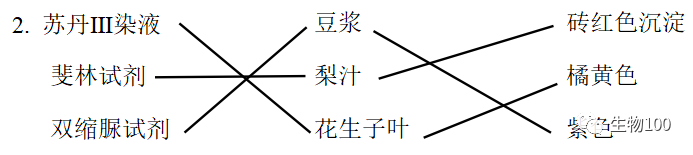 2. 苏丹Ⅲ染液 豆浆 砖红色沉淀
斐林试剂 梨汁 橘黄色
双缩脲试剂 花生子叶 紫色
生物100